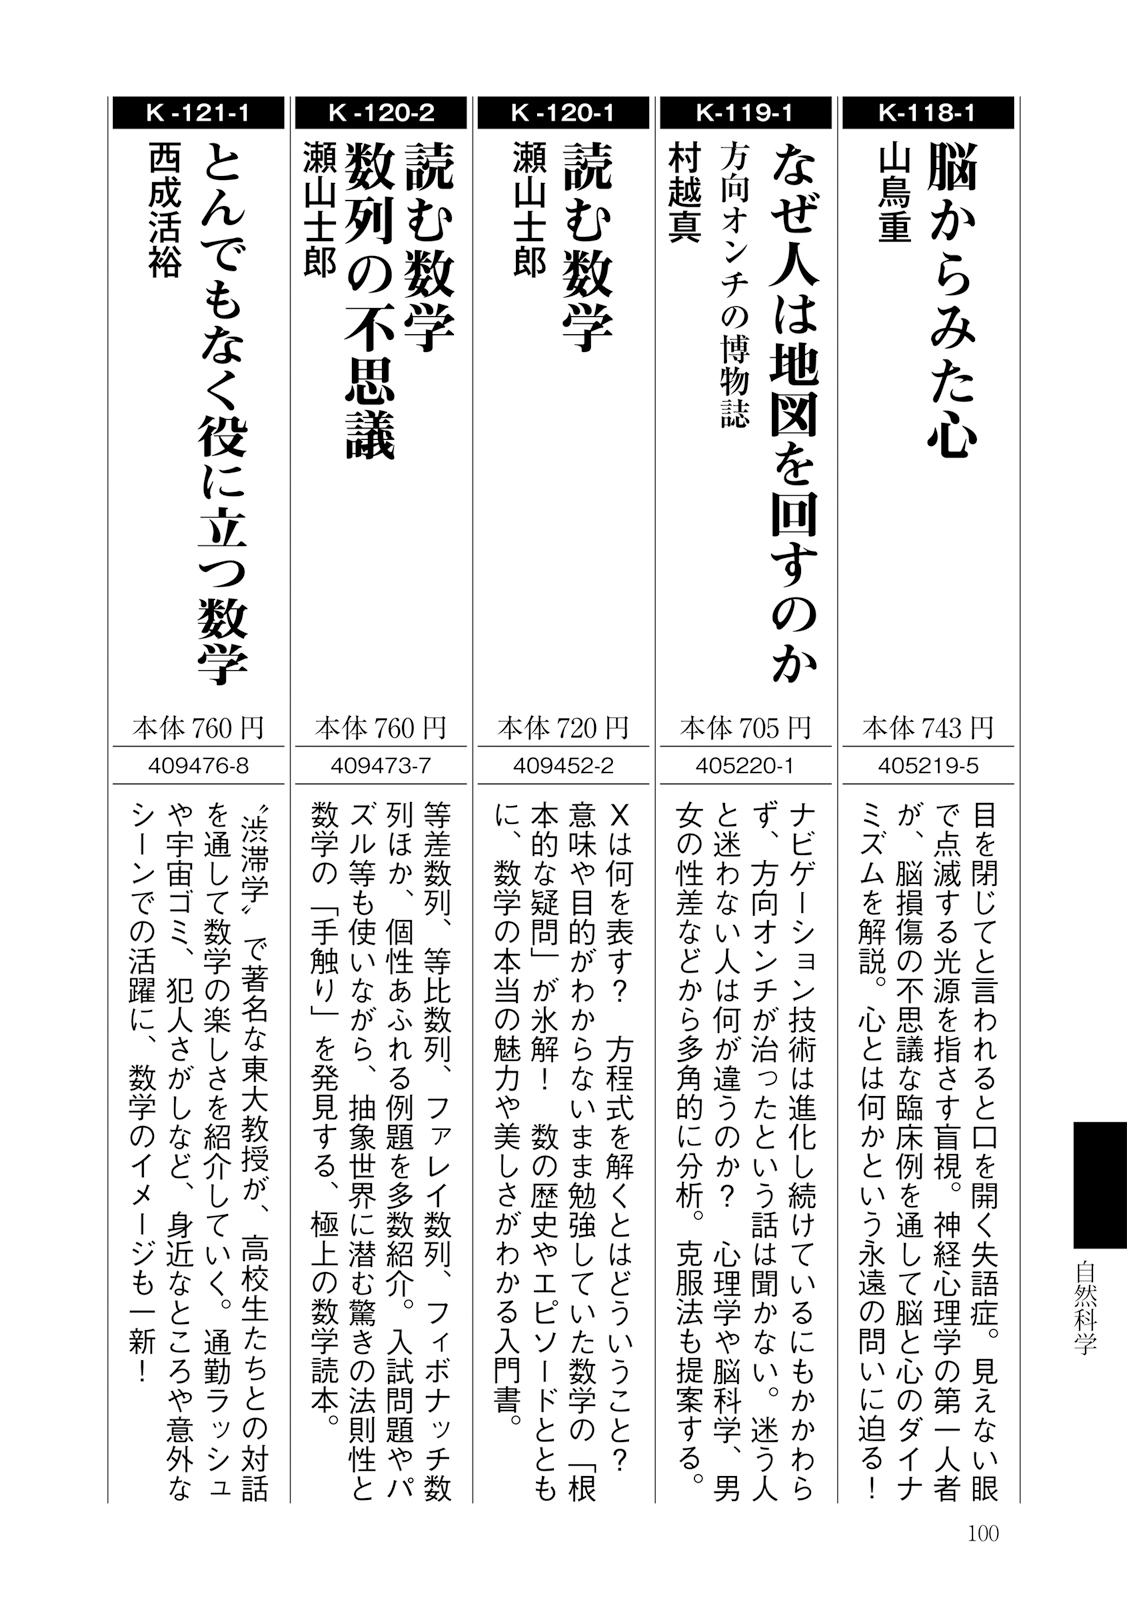 K-118-1
脳からみた心
山鳥重
本体 743 円
405219-5
目を閉じてと言われると口を開く失語症。見えない眼
で点滅する光源を指さす盲視。神経心理学の第一人者
が、脳損傷の不思議な臨床例を通して脳と心のダイナ
ミズムを解説。心とは何かという永遠の問いに迫る！
K-119-1
なぜ人は地図を回すのか
方向オンチの博物誌
村越真
本体 705 円
405220-1
ナビゲーション技術は進化し続けているにもかかわら
ず、方向オンチが治ったという話は聞かない。迷う人
と迷わない人は何が違うのか？　心理学や脳科学、男
女の性差などから多角的に分析。克服法も提案する。
K -120-1
読む数学
瀬山士郎
本体 720 円
409452-2
Xは何を表す？　方程式を解くとはどういうこと？
意味や目的がわからないまま勉強していた数学の「根
本的な疑問」が氷解！　数の歴史やエピソードととも
に、数学の本当の魅力や美しさがわかる入門書。
K -120-2
読む数学
数列の不思議
瀬山士郎
本体 760 円
409473-7
等差数列、等比数列、ファレイ数列、フィボナッチ数
列ほか、個性あふれる例題を多数紹介。入試問題やパ
ズル等も使いながら、抽象世界に潜む驚きの法則性と
数学の「手触り」を発見する、極上の数学読本。
K -121-1
とんでもなく役に立つ数学
西成活裕
本体 760 円
409476-8
〝渋滞学〟で著名な東大教授が、高校生たちとの対話
を通して数学の楽しさを紹介していく。通勤ラッシュ
や宇宙ゴミ、犯人さがしなど、身近なところや意外な
シーンでの活躍に、数学のイメージも一新！
自然科学
100